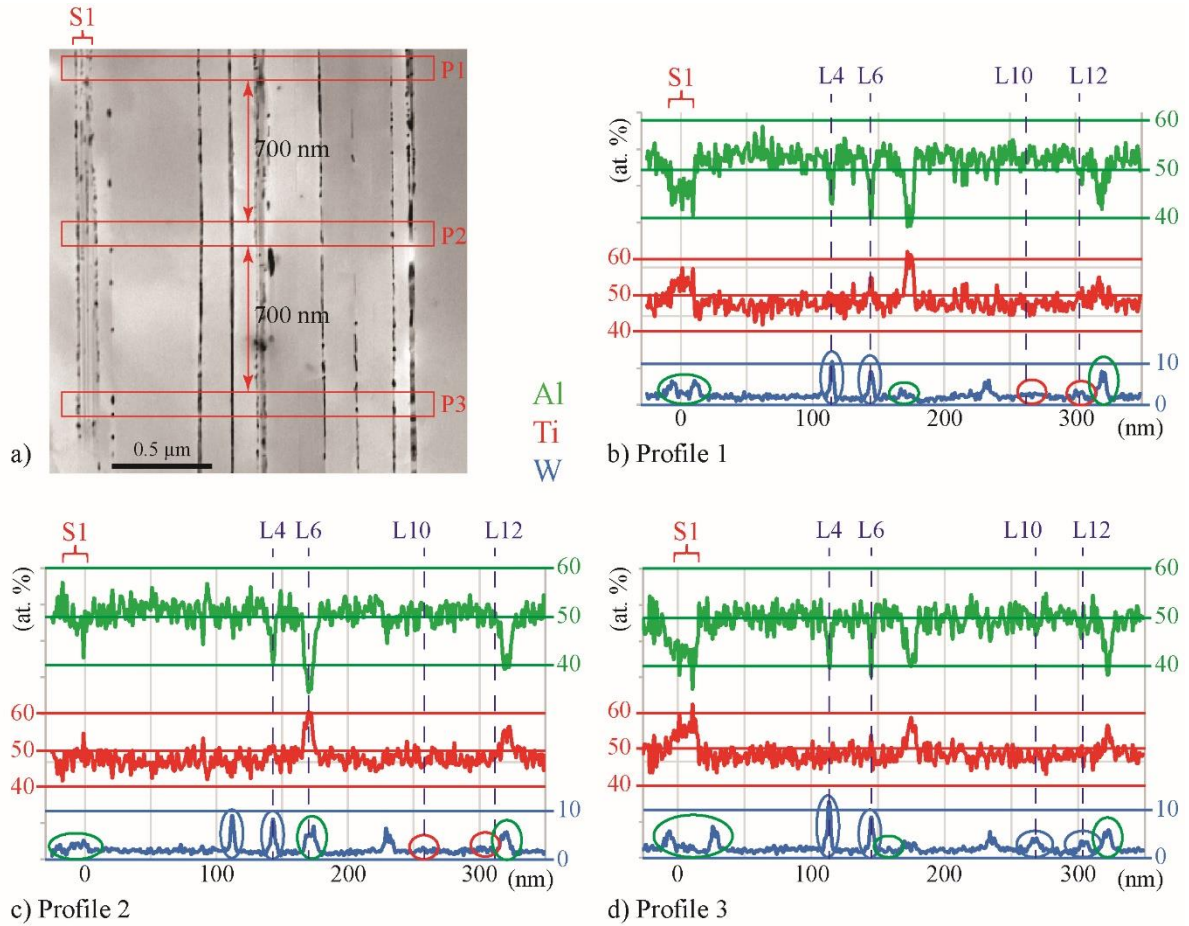 S1
P1
700 nm
P2
700 nm
P3
0.5 µm
a)
Al
Ti
W
S1 L4 L6 L10 L12
(at. %)
60
50
40
60
50
40
10
0
0 100 200 300 (nm)
b) Profile 1
S1 L4 L6 L10 L12
(at. %)
60
50
40
60
50
40
10
0
0 100 200 300 (nm)
c) Profile 2
S1 L4 L6 L10 L12
(at. %)
60
50
40
60
50
40
10
0
0 100 200 300 (nm)
d) Profile 3